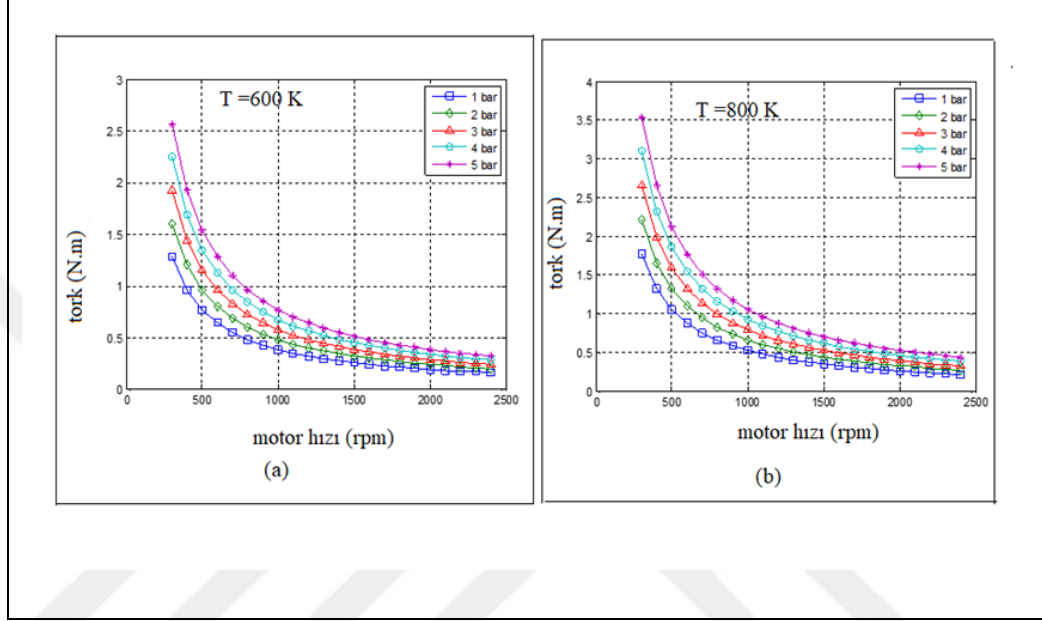 T =600 K
1 bar
2 bar
3 bar
4 bar
5 bar
3
2.5
2
1.5
1
0.5
0
tork (N.m)
0 500 1000 1500 2000 2500
motor hızı (rpm)
(a)
T =800 K
1 bar
2 bar
3 bar
4 bar
5 bar
4
3.5
3
2.5
2
1.5
1
0.5
0
tork (N.m)
0 500 1000 1500 2000 2500
motor hızı (rpm)
(b)